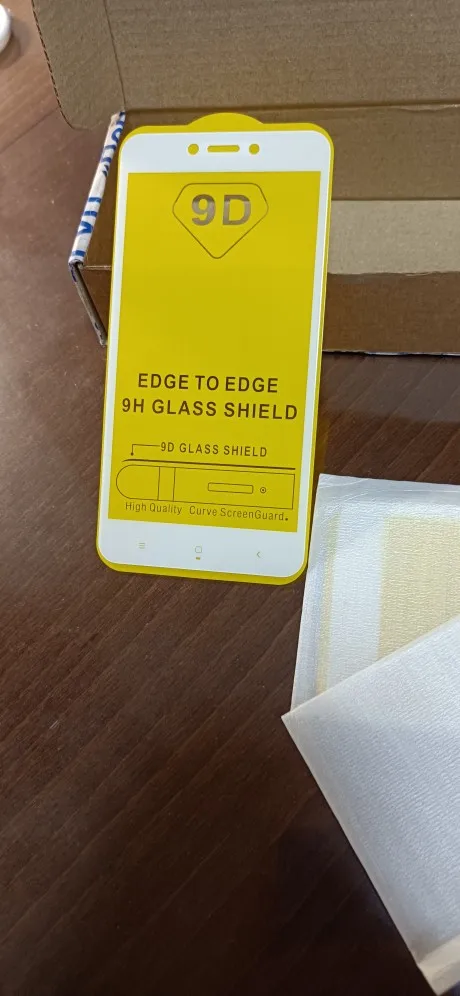 9D
EDGE TO EDGE
9H GLASS SHIELD
9D GLASS SHIELD
High Quality Curve ScreenGuard.